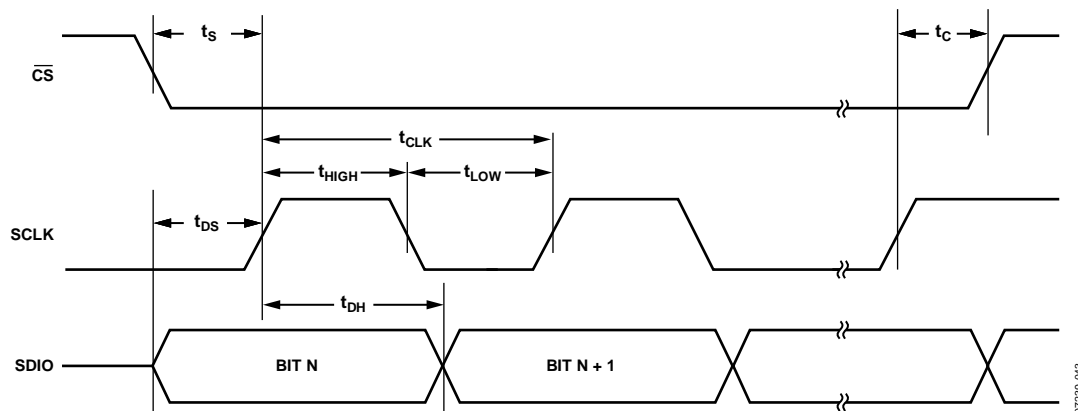 tS
tC
CS
tCLK
tHIGH
tLOW
tDS
SCLK
tDH
SDIO
BIT N
BIT N + 1